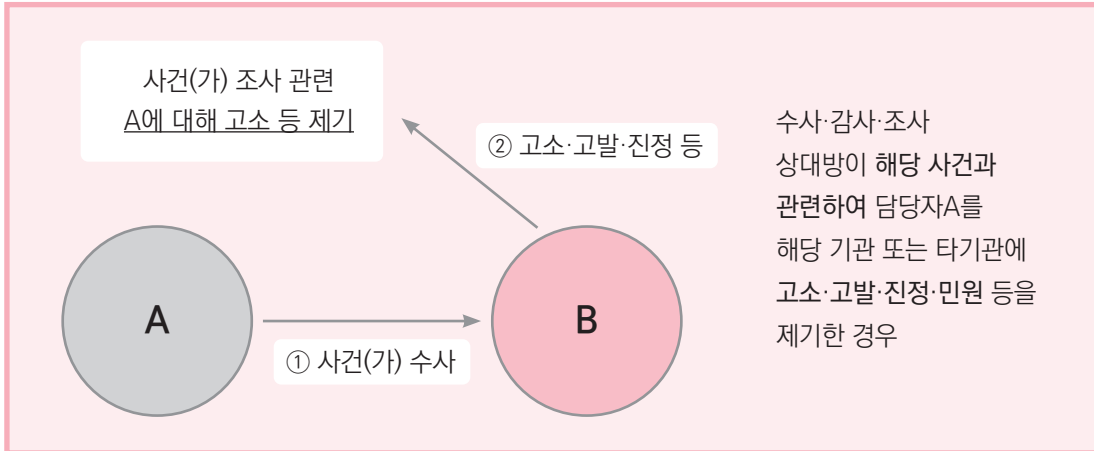 사건(가) 조사 관련
A에 대해 고소 등 제기
② 고소·고발·진정 등
A
B
① 사건(가) 수사
수사·감사·조사
상대방이 해당 사건과
관련하여 담당자A를
해당 기관 또는 타기관에
고소·고발·진정·민원 등을
제기한 경우